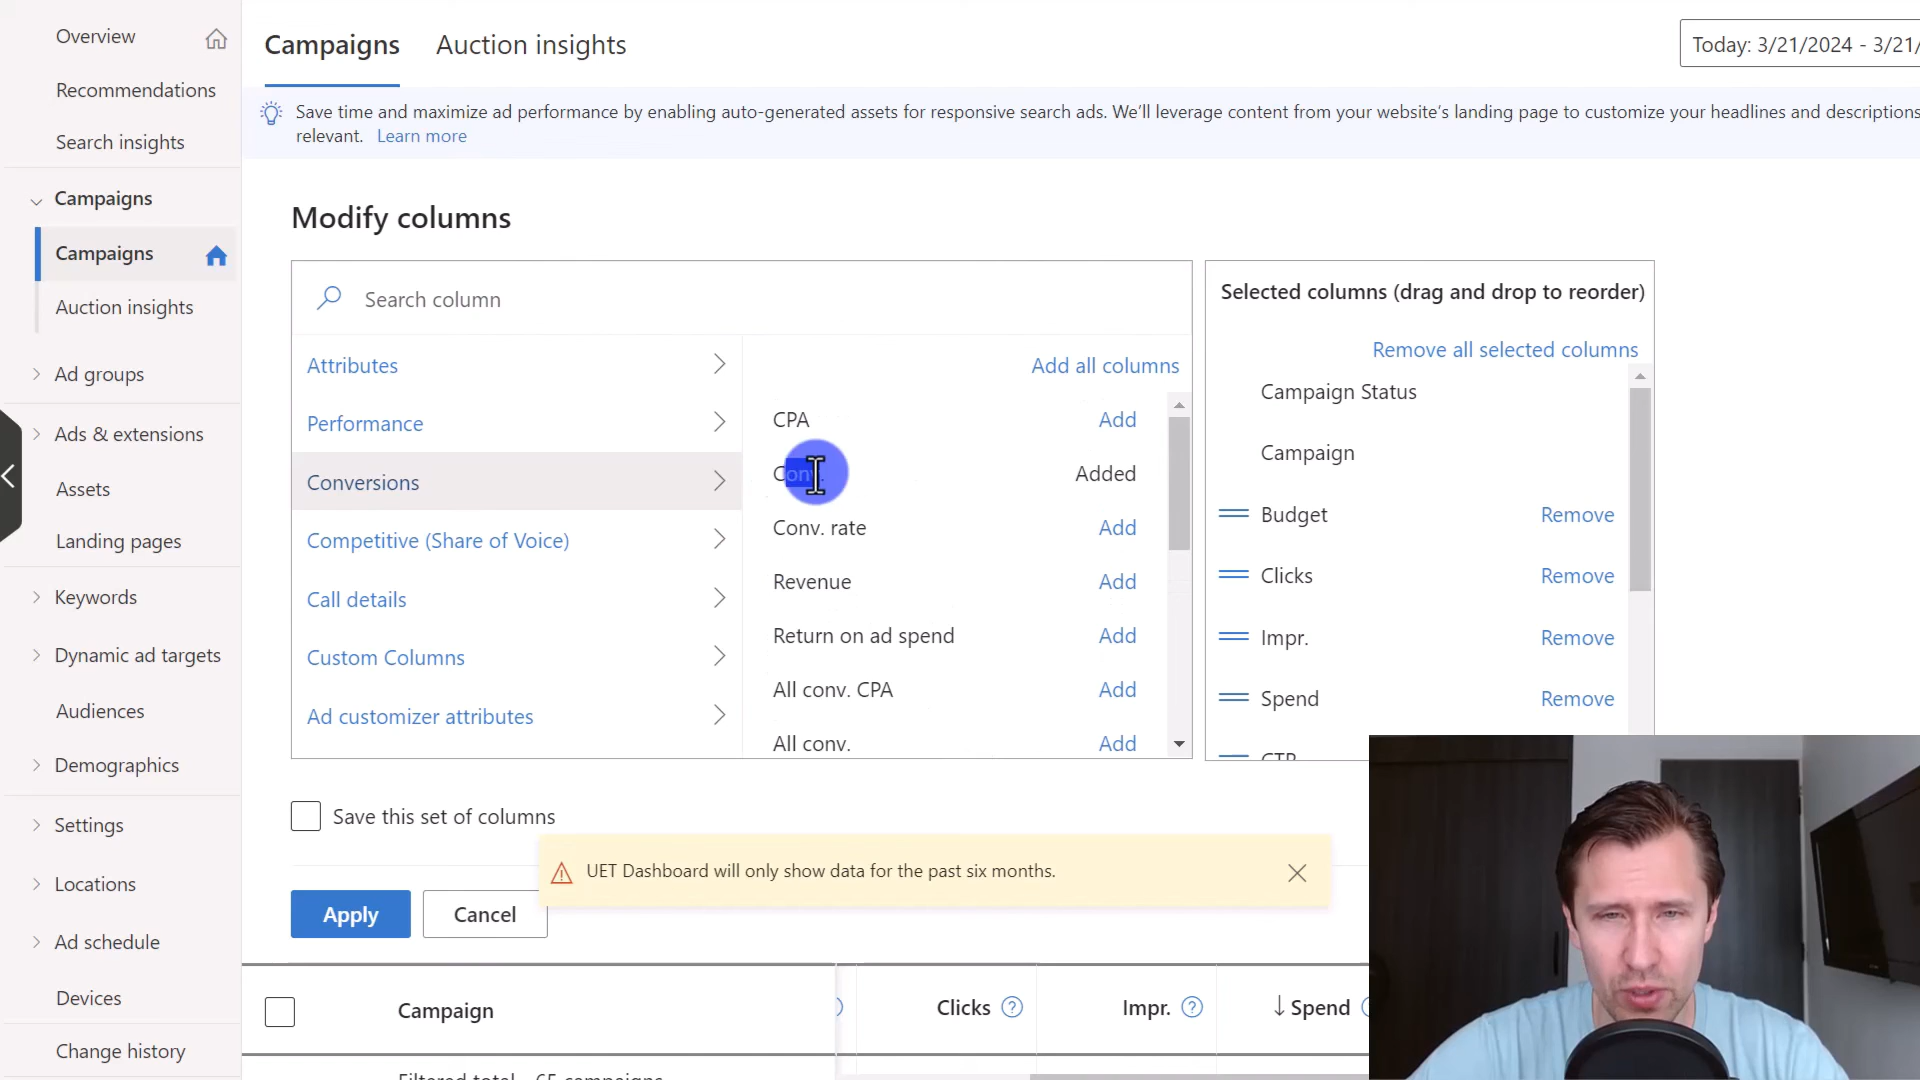 Overview
Recommendations
Search insights
Campaigns
Campaigns
Auction insights
Ad groups
Ads & extensions
Assets
Landing pages
Keywords
Dynamic ad targets
Audiences
Demographics
Settings
Locations
Ad schedule
Devices
Change history
Campaigns
Auction insights
Today: 3/21/2024 - 3/21/
Save time and maximize ad performance by enabling auto-generated assets for responsive search ads. We'll leverage content from your website's landing page to customize your headlines and descriptions
relevant. Learn more
Modify columns
Search column
Attributes
Performance
Conversions
Competitive (Share of Voice)
Call details
Custom Columns
Ad customizer attributes
Add all columns
CPA Add
Conv. Added
Conv. rate Add
Revenue Add
Return on ad spend Add
All conv. CPA Add
All conv. Add
Selected columns (drag and drop to reorder)
Remove all selected columns
Campaign Status
Campaign
Budget Remove
Clicks Remove
Impr. Remove
Spend Remove
CTR
Save this set of columns
UET Dashboard will only show data for the past six months.
Apply
Cancel
Campaign Clicks Impr. Spend
Filtered total - 65 campaigns